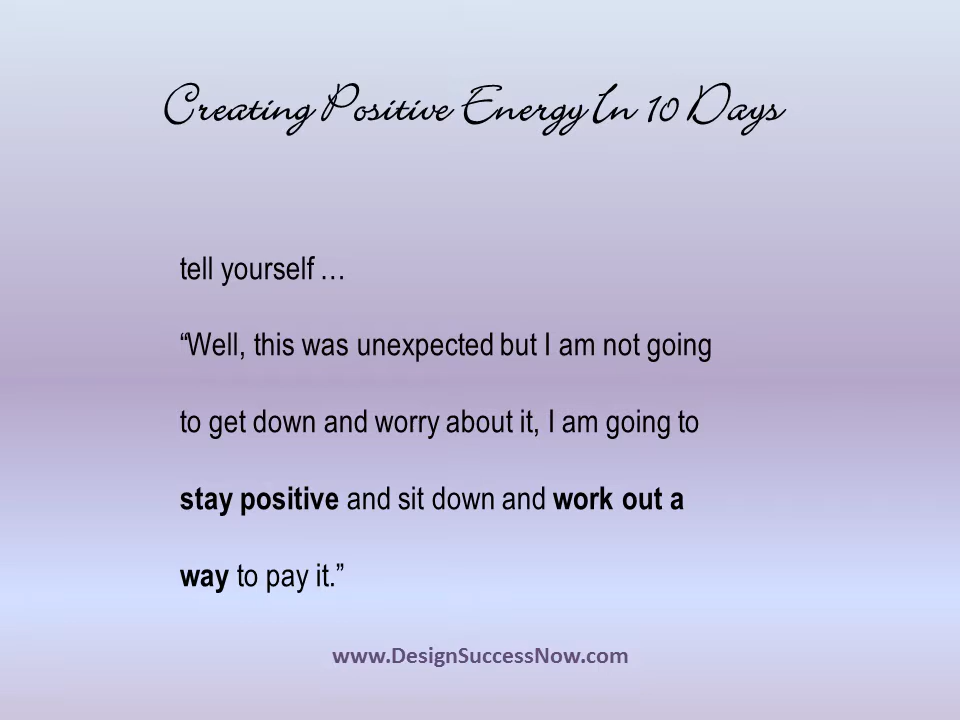 Creating Positive Energy In 10 Days
tell yourself …
“Well, this was unexpected but I am not going
to get down and worry about it, I am going to
stay positive and sit down and work out a
way to pay it.”
www.DesignSuccessNow.com